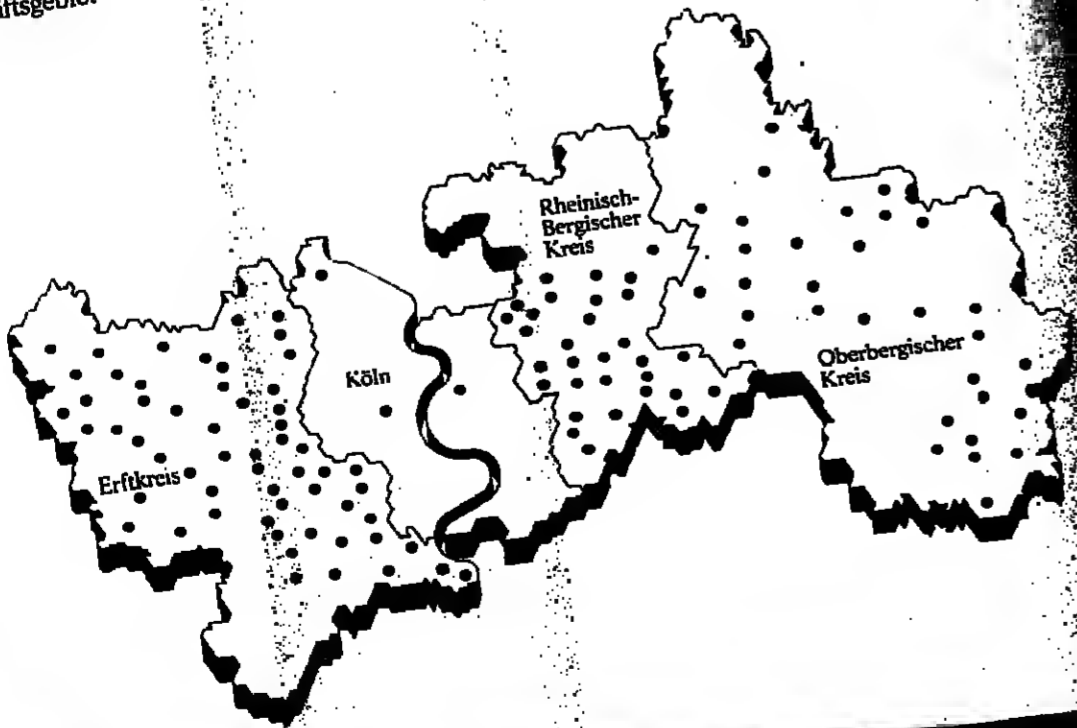 Rheinisch-
Bergischer
Kreis
Oberbergischer
Kreis
Köln
Erftkreis